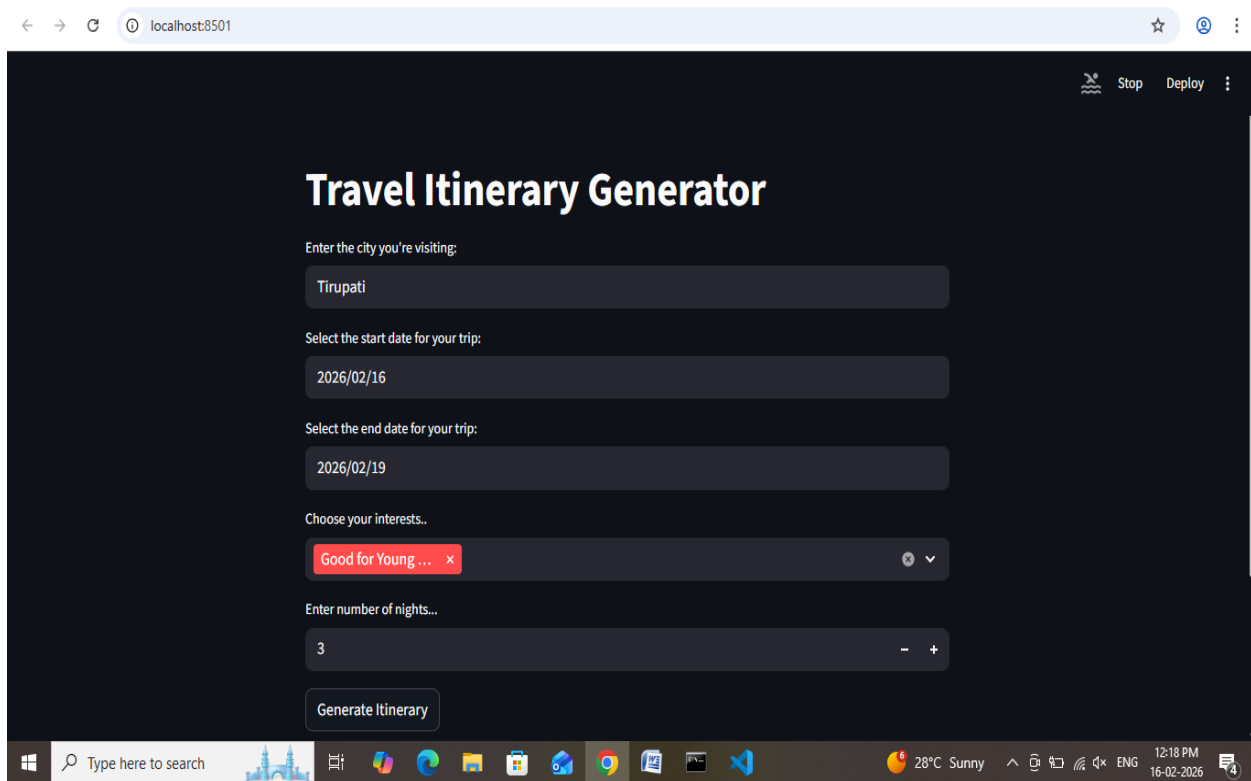 localhost:8501
Stop Deploy
Travel Itinerary Generator
Enter the city you're visiting:
Tirupati
Select the start date for your trip:
2026/02/16
Select the end date for your trip:
2026/02/19
Choose your interests..
Good for Young ... ×
Enter number of nights...
3 - +
Generate Itinerary
Type here to search 6 28°C Sunny ENG 12:18 PM
16-02-2026 4